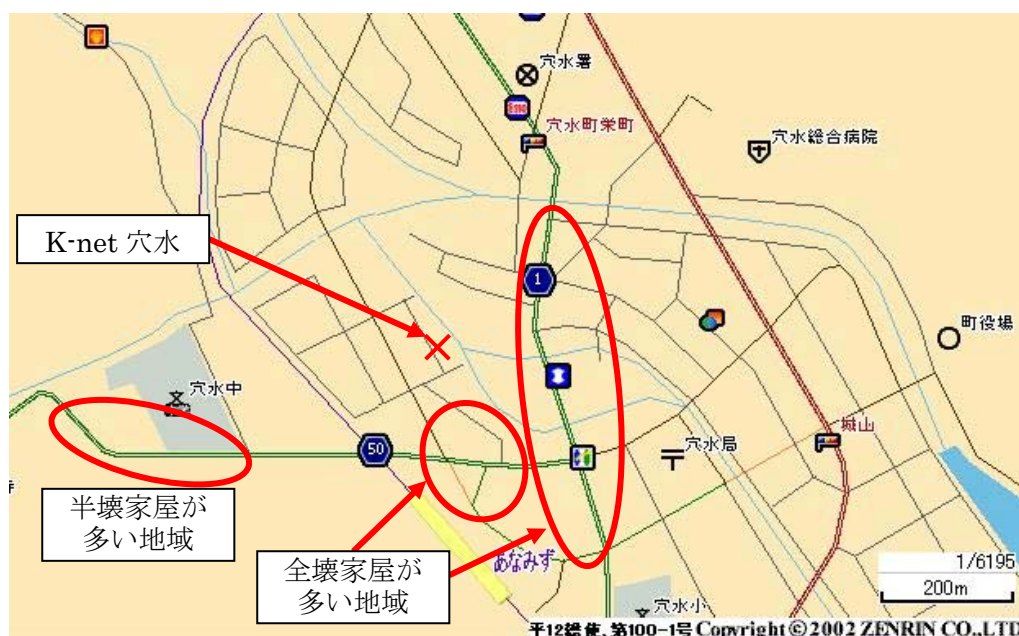 穴水署
穴水町栄町
穴水総合病院
K-net 穴水
1
町役場
穴水中
城山
50
穴水局
半壊家屋が
多い地域
全壊家屋が
多い地域
あなみず
1/6195
200m
穴水小
平12総使、第100-1号 Copyright © 2002 ZENRIN CO.,LTD